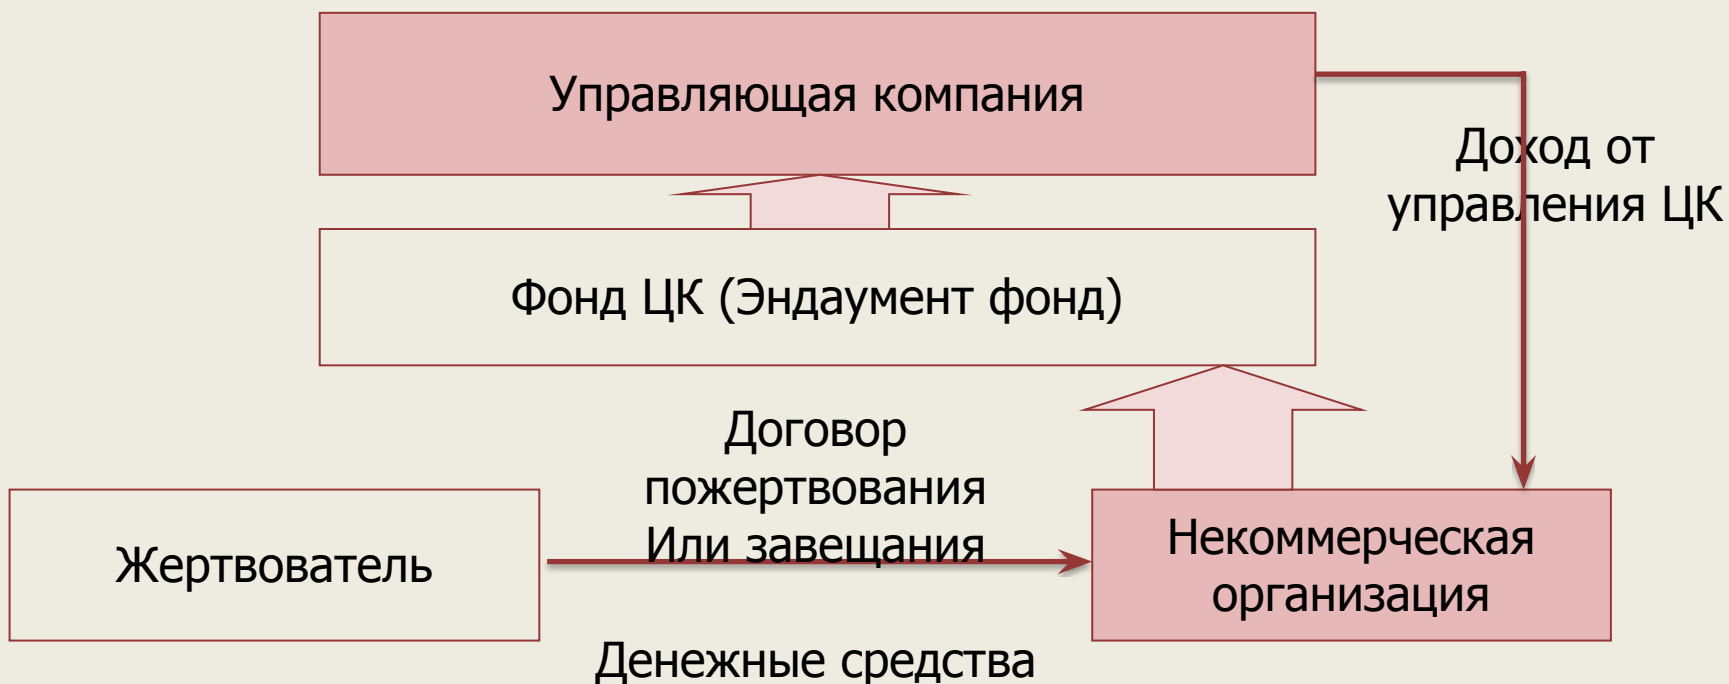 Управляющая компания
Доход от
управления ЦК
Фонд ЦК (Эндаумент фонд)
Договор
пожертвования
Или завещания
Жертвователь
Некоммерческая
организация
Денежные средства